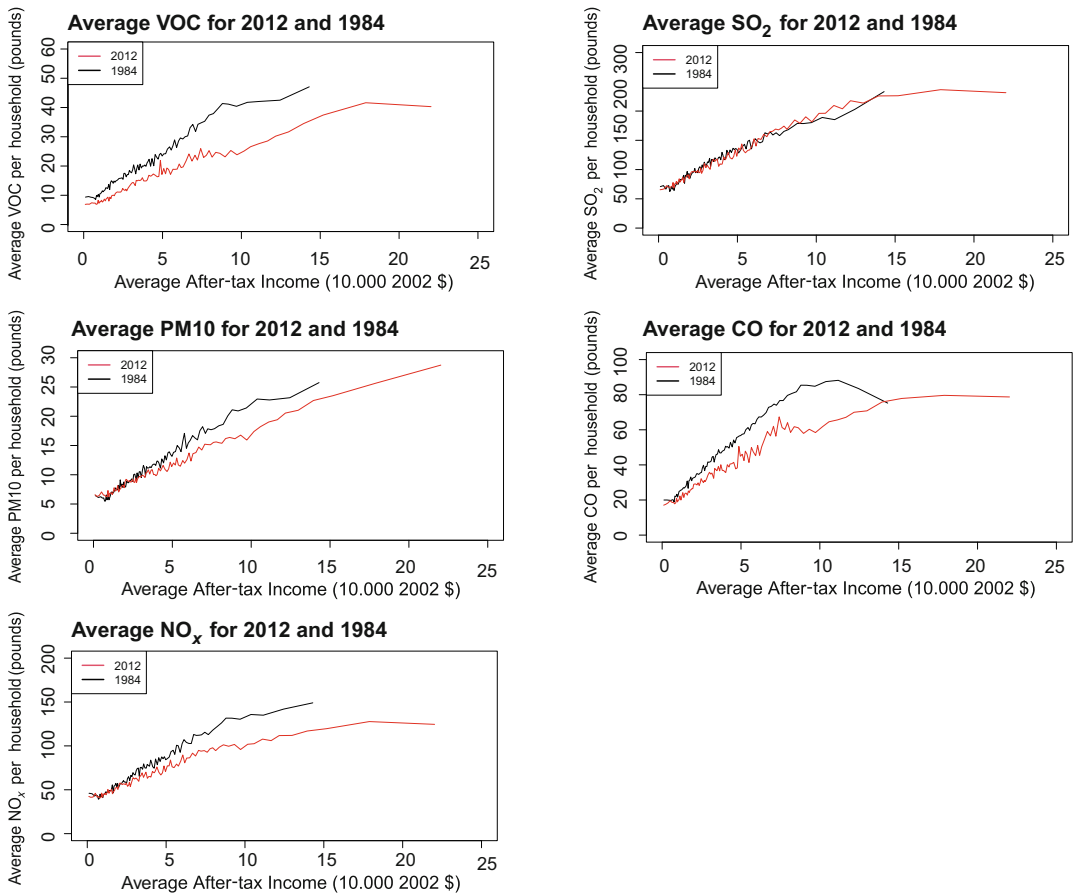 Average VOC for 2012 and 1984
Average VOC per household (pounds)
60
50
40
30
20
10
0
2012
1984
0 5 10 15 20 25
Average After-tax Income (10.000 2002 $)
Average SO2 for 2012 and 1984
Average SO2 per household (pounds)
300
200
150
100
50
0
2012
1984
0 5 10 15 20 25
Average After-tax Income (10.000 2002 $)
Average PM10 for 2012 and 1984
Average PM10 per household (pounds)
30
25
20
15
10
5
0
2012
1984
0 5 10 15 20 25
Average After-tax Income (10.000 2002 $)
Average CO for 2012 and 1984
Average CO per household (pounds)
100
80
60
40
20
0
2012
1984
0 5 10 15 20 25
Average After-tax Income (10.000 2002 $)
Average NOx for 2012 and 1984
Average NOx per household (pounds)
200
150
100
50
0
2012
1984
0 5 10 15 20 25
Average After-tax Income (10.000 2002 $)